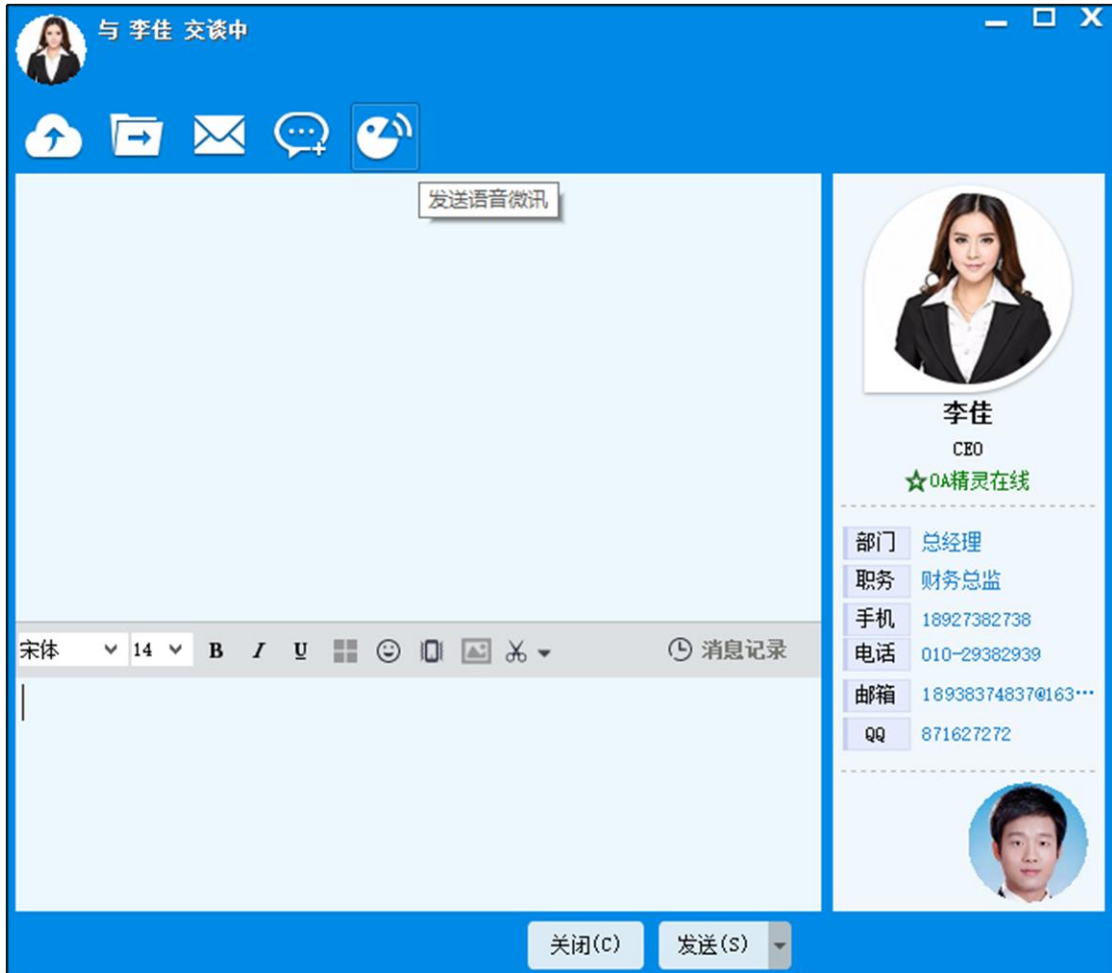 与 李佳 交谈中
发送语音微讯
李佳
CEO
OA精灵在线
部门 总经理
职务 财务总监
手机 18927382738
电话 010-29382939
邮箱 18938374837@163…
QQ 871627272
宋体 14 B I U 消息记录
关闭(C) 发送(S)